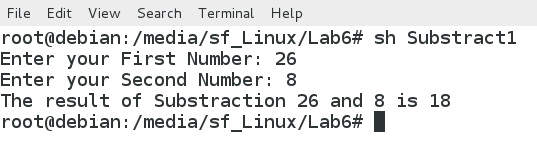 File Edit View Search Terminal Help
root@debian:/media/sf_Linux/Lab6# sh Substract1
Enter your First Number: 26
Enter your Second Number: 8
The result of Substraction 26 and 8 is 18
root@debian:/media/sf_Linux/Lab6#